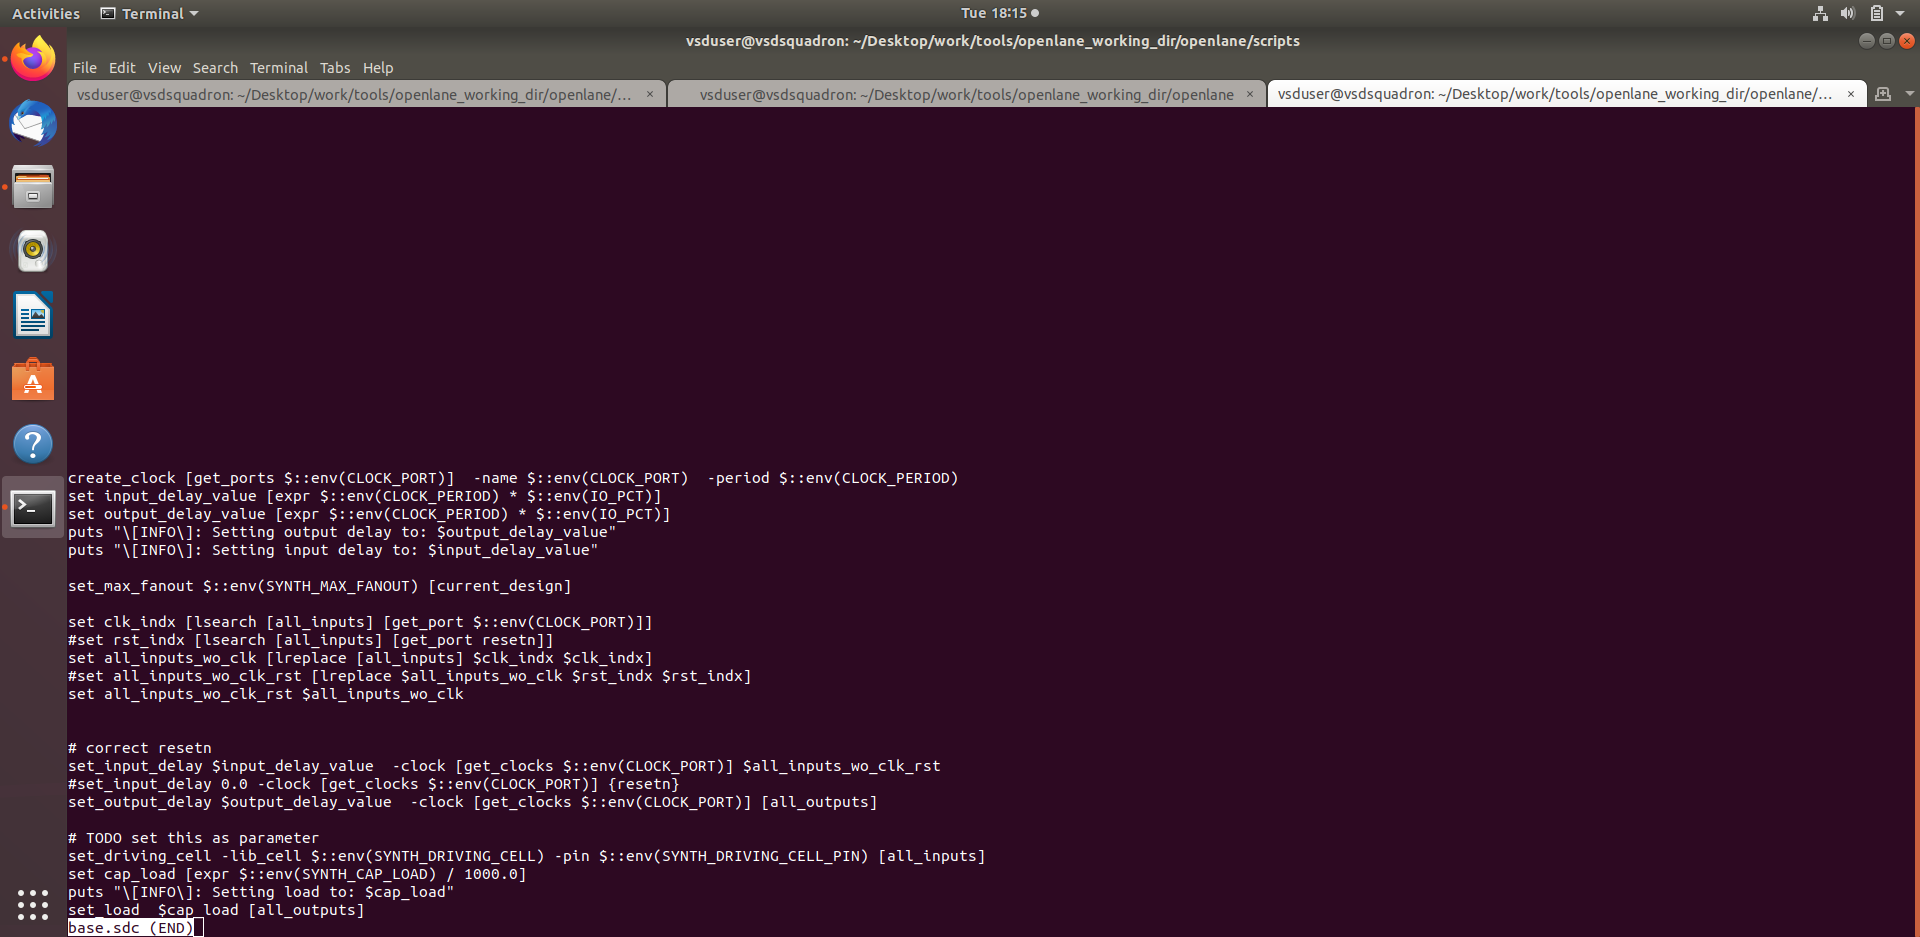 Activities Terminal Tue 18:15
vsduser@vsdsquadron: ~/Desktop/work/tools/openlane_working_dir/openlane/scripts
File Edit View Search Terminal Tabs Help
vsduser@vsdsquadron: ~/Desktop/work/tools/openlane_working_dir/openlane/... × vsduser@vsdsquadron: ~/Desktop/work/tools/openlane_working_dir/openlane × vsduser@vsdsquadron: ~/Desktop/work/tools/openlane_working_dir/openlane/... ×
create_clock [get_ports $::env(CLOCK_PORT)]  -name $::env(CLOCK_PORT)  -period $::env(CLOCK_PERIOD)
set input_delay_value [expr $::env(CLOCK_PERIOD) * $::env(IO_PCT)]
set output_delay_value [expr $::env(CLOCK_PERIOD) * $::env(IO_PCT)]
puts "\[INFO\]: Setting output delay to: $output_delay_value"
puts "\[INFO\]: Setting input delay to: $input_delay_value"
set_max_fanout $::env(SYNTH_MAX_FANOUT) [current_design]
set clk_indx [lsearch [all_inputs] [get_port $::env(CLOCK_PORT)]]
#set rst_indx [lsearch [all_inputs] [get_port resetn]]
set all_inputs_wo_clk [lreplace [all_inputs] $clk_indx $clk_indx]
#set all_inputs_wo_clk_rst [lreplace $all_inputs_wo_clk $rst_indx $rst_indx]
set all_inputs_wo_clk_rst $all_inputs_wo_clk
# correct resetn
set_input_delay $input_delay_value  -clock [get_clocks $::env(CLOCK_PORT)] $all_inputs_wo_clk_rst
#set_input_delay 0.0 -clock [get_clocks $::env(CLOCK_PORT)] {resetn}
set_output_delay $output_delay_value  -clock [get_clocks $::env(CLOCK_PORT)] [all_outputs]
# TODO set this as parameter
set_driving_cell -lib_cell $::env(SYNTH_DRIVING_CELL) -pin $::env(SYNTH_DRIVING_CELL_PIN) [all_inputs]
set cap_load [expr $::env(SYNTH_CAP_LOAD) / 1000.0]
puts "\[INFO\]: Setting load to: $cap_load"
set_load  $cap_load [all_outputs]
base.sdc (END)